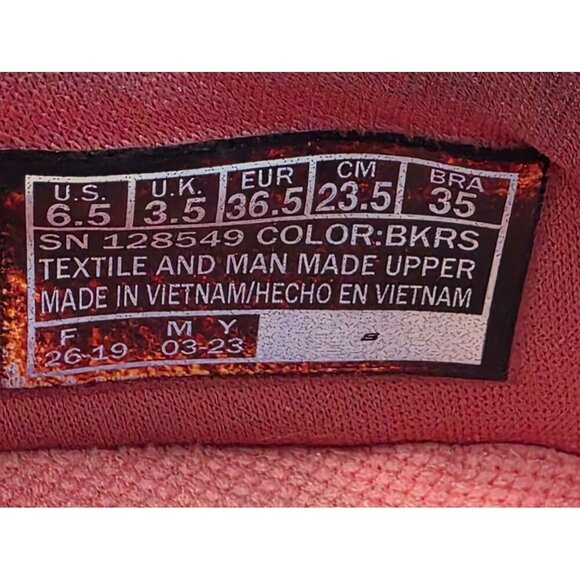 U.S. U.K. EUR CM BRA
6.5 3.5 36.5 23.5 35
SN 128549 COLOR:BKRS
TEXTILE AND MAN MADE UPPER
MADE IN VIETNAM/HECHO EN VIETNAM
F M Y
26-19 03-23